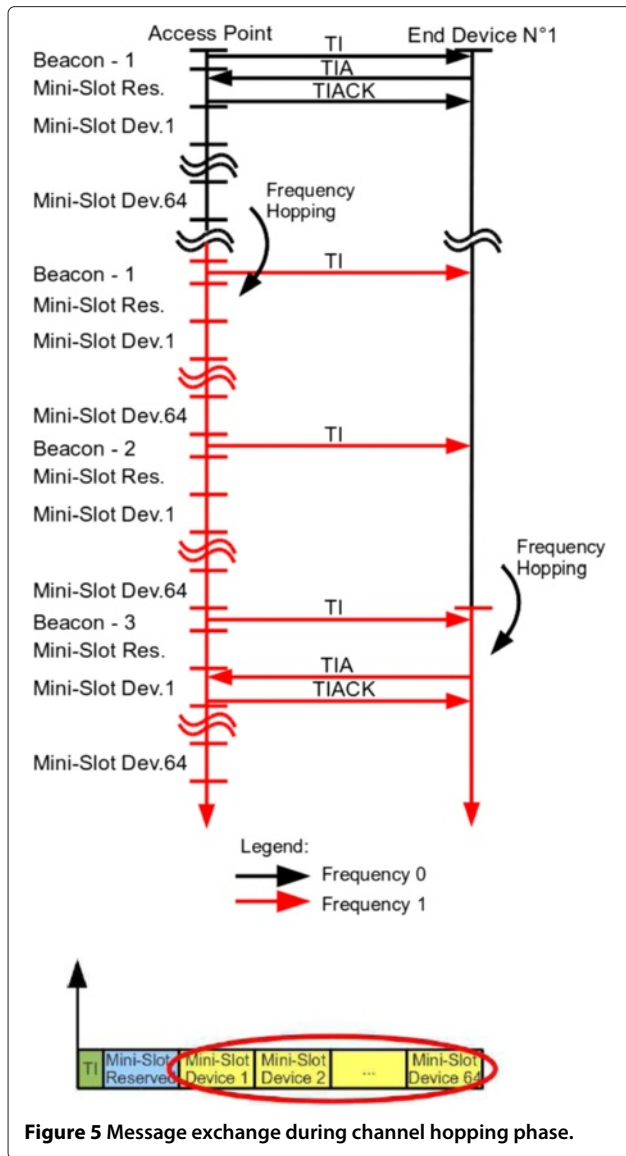 Access Point
End Device N°1
TI
Beacon - 1
TIA
Mini-Slot Res.
TIACK
Mini-Slot Dev.1
Mini-Slot Dev.64
Frequency
Hopping
Beacon - 1
TI
Mini-Slot Res.
Mini-Slot Dev.1
Mini-Slot Dev.64
Beacon - 2
TI
Mini-Slot Res.
Mini-Slot Dev.1
Frequency
Hopping
Mini-Slot Dev.64
Beacon - 3
TI
Mini-Slot Res.
TIA
Mini-Slot Dev.1
TIACK
Mini-Slot Dev.64
Legend:
Frequency 0
Frequency 1
TI
Mini-Slot
Reserved
Mini-Slot
Device 1
Mini-Slot
Device 2
...
Mini-Slot
Device 64
Figure 5 Message exchange during channel hopping phase.